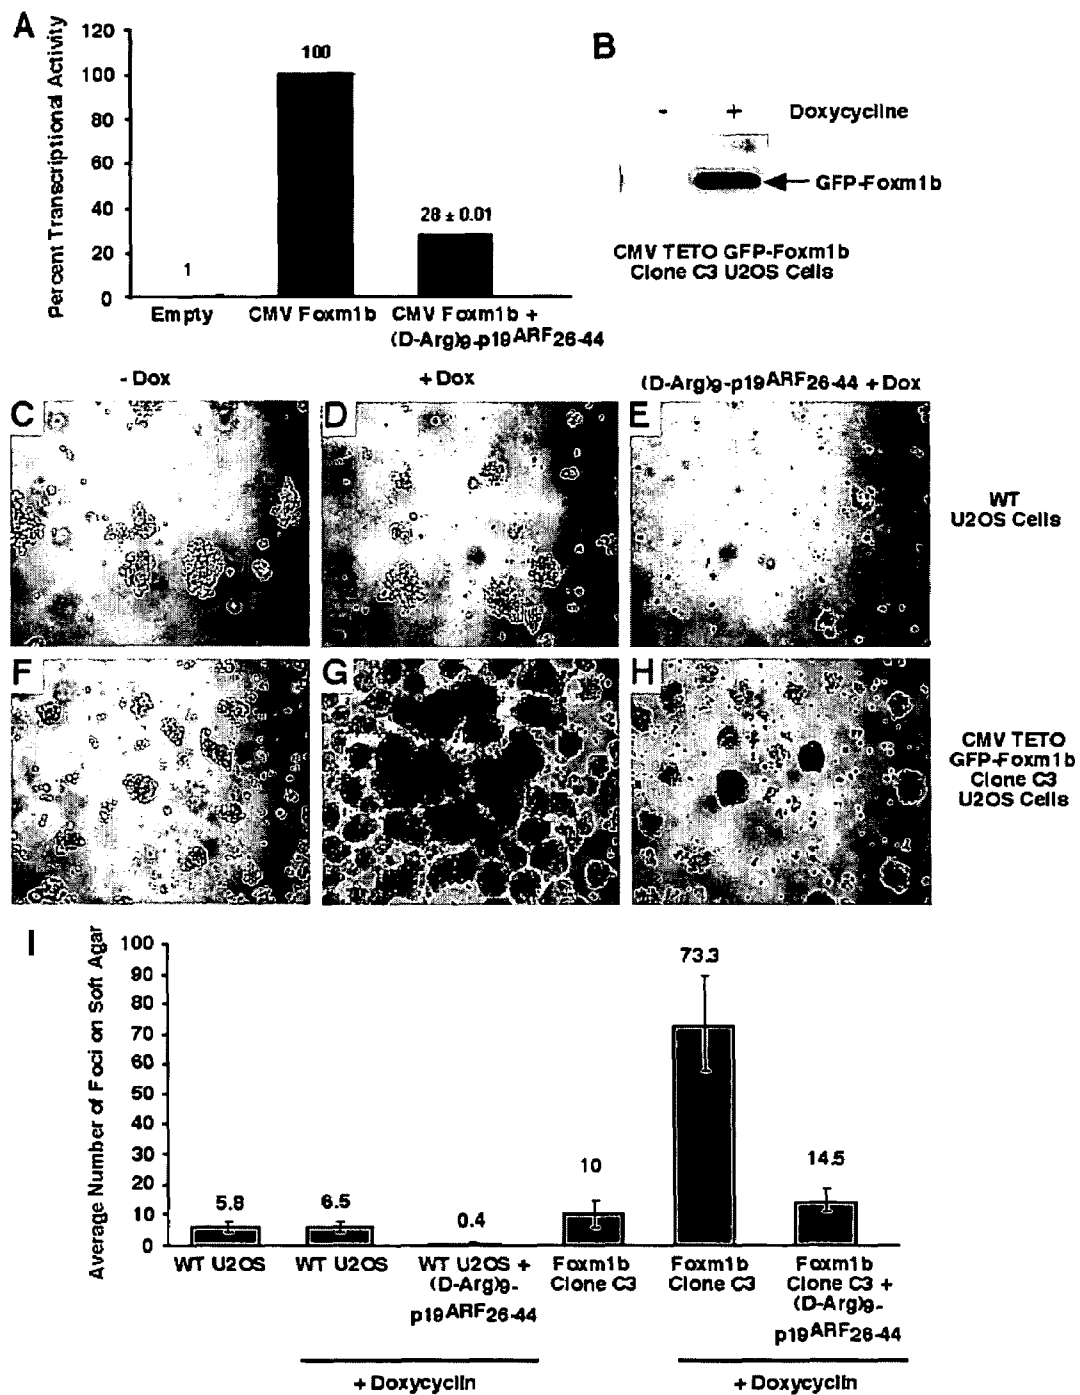 A
Percent Transcriptional Activity
120
100
80
60
40
20
0
1
100
28 ± 0.01
Empty
CMV Foxm1b
CMV Foxm1b +
(D-Arg)9-p19ARF26-44
B
- + Doxycycline
GFP-Foxm1b
CMV TETO GFP-Foxm1b
Clone C3 U2OS Cells
- Dox
+ Dox
(D-Arg)9-p19ARF26-44 + Dox
C
D
E
WT
U2OS Cells
F
G
H
CMV TETO
GFP-Foxm1b
Clone C3
U2OS Cells
I
Average Number of Foci on Soft Agar
100
90
80
70
60
50
40
30
20
10
0
5.8
6.5
0.4
10
73.3
14.5
WT U2OS
WT U2OS
WT U2OS +
(D-Arg)9-
p19ARF26-44
Foxm1b
Clone C3
Foxm1b
Clone C3
Foxm1b
Clone C3 +
(D-Arg)9-
p19ARF26-44
+ Doxycyclin
+ Doxycyclin